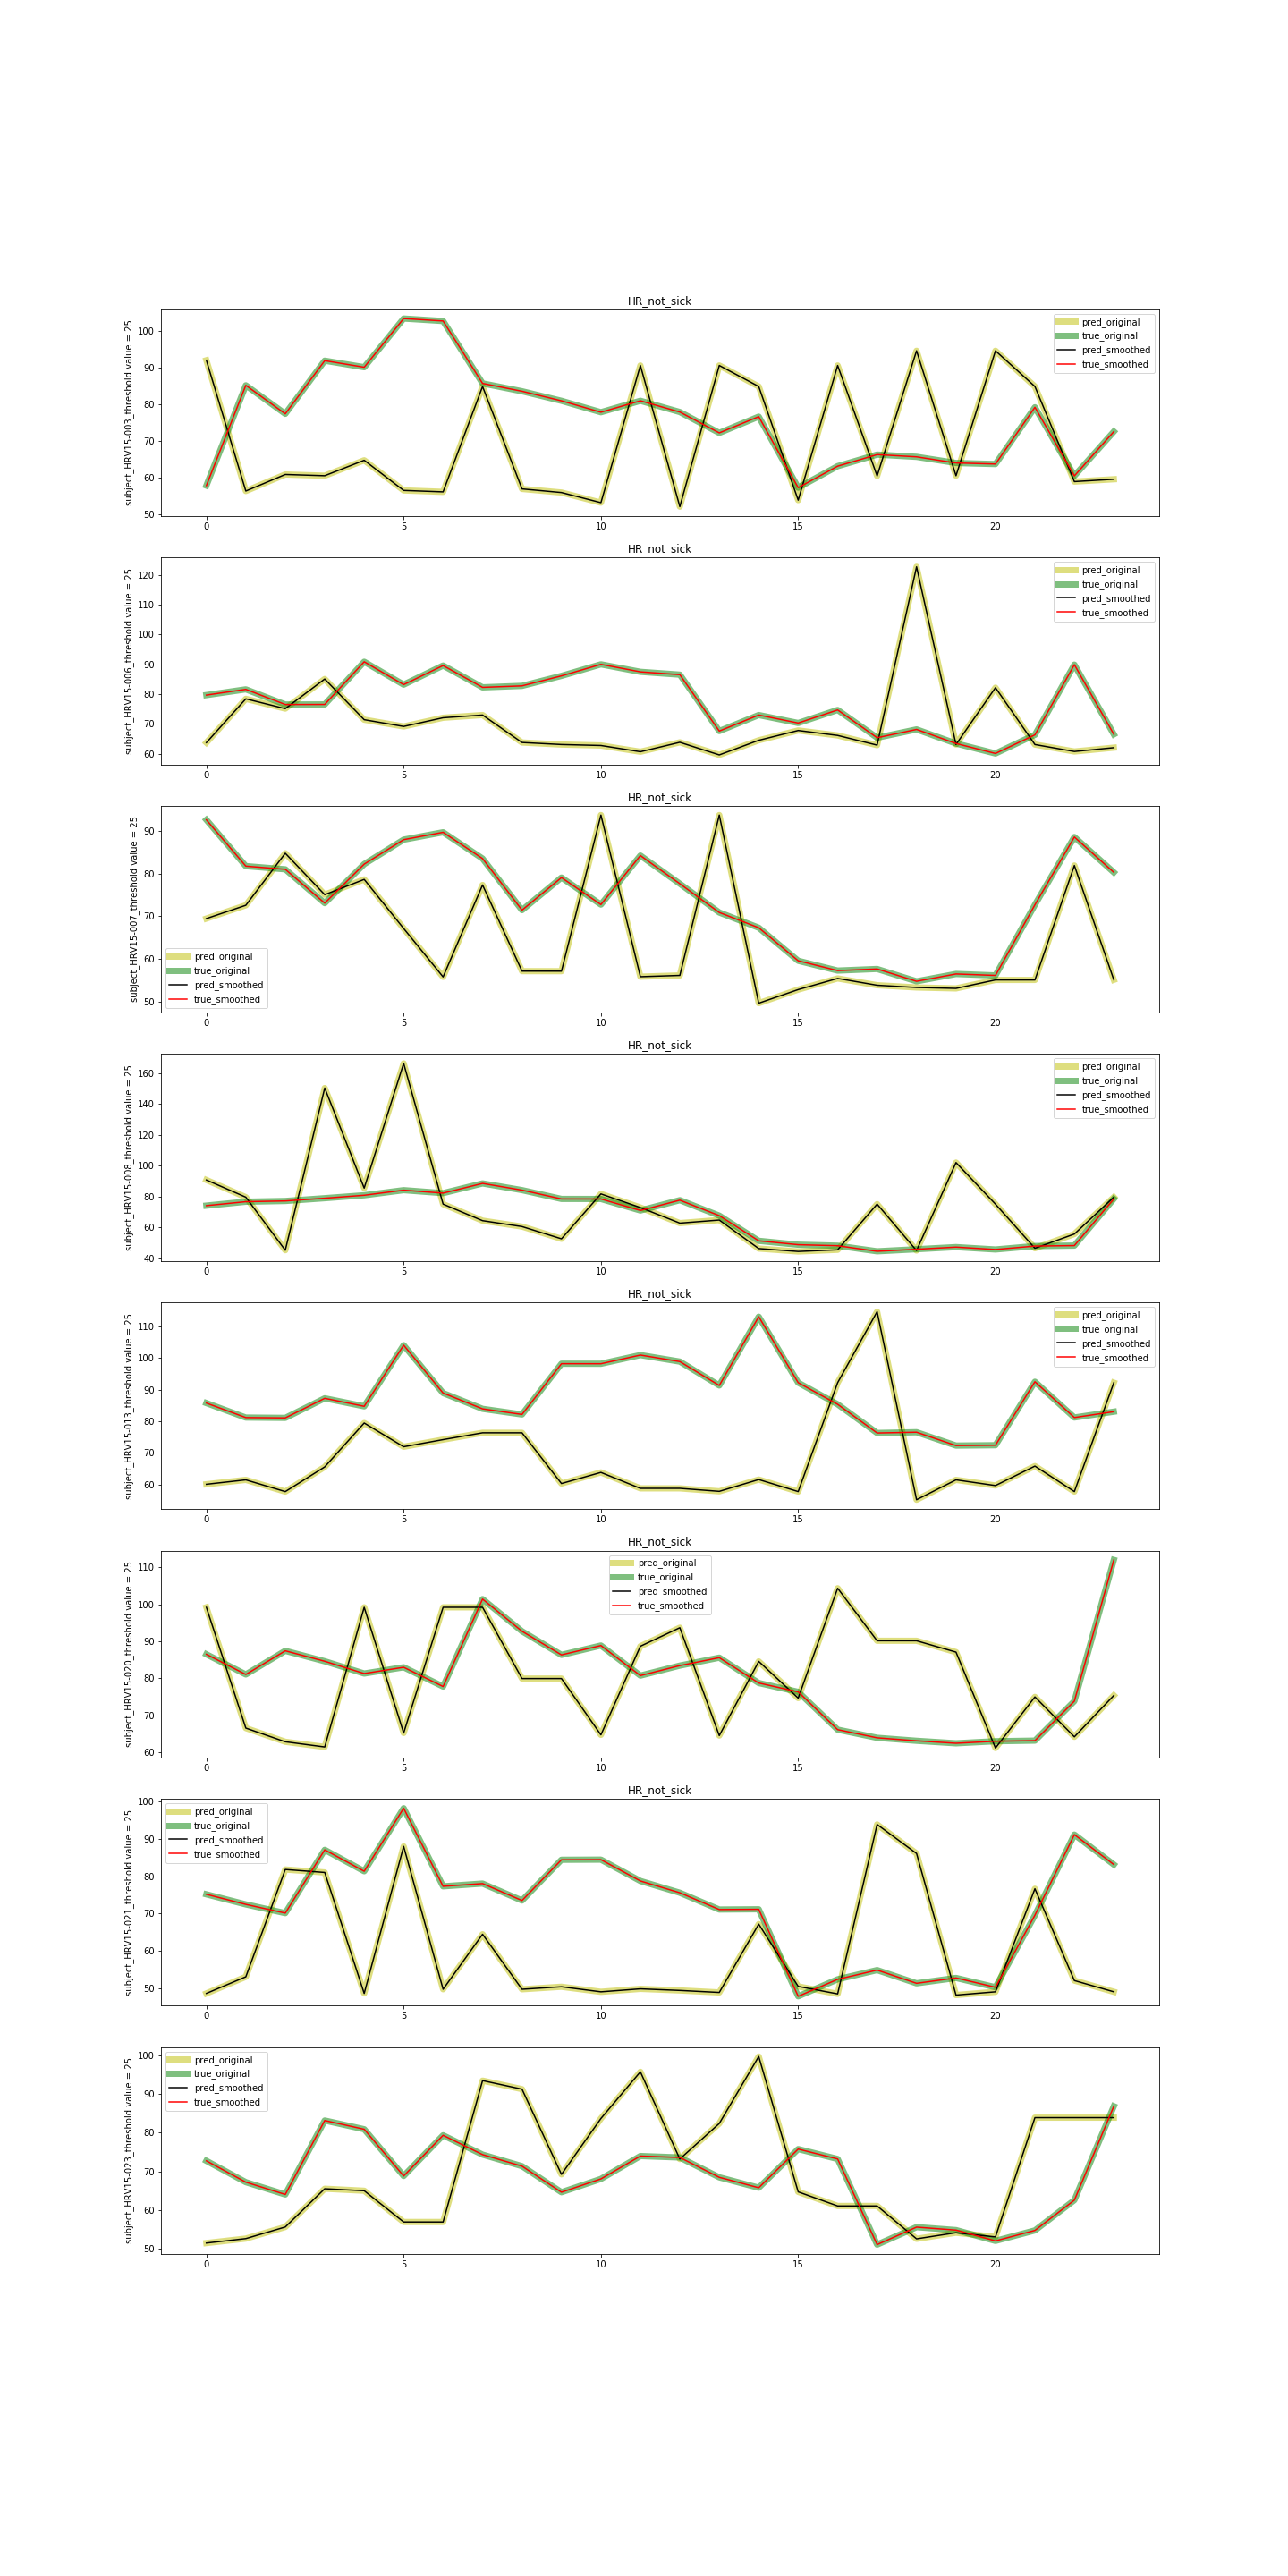 HR_not_sick
subject_HRV15-003_threshold value = 25
100
90
80
70
60
50
0 5 10 15 20
pred_original
true_original
pred_smoothed
true_smoothed
HR_not_sick
subject_HRV15-006_threshold value = 25
120
110
100
90
80
70
60
0 5 10 15 20
pred_original
true_original
pred_smoothed
true_smoothed
HR_not_sick
subject_HRV15-007_threshold value = 25
90
80
70
60
50
0 5 10 15 20
pred_original
true_original
pred_smoothed
true_smoothed
HR_not_sick
subject_HRV15-008_threshold value = 25
160
140
120
100
80
60
40
0 5 10 15 20
pred_original
true_original
pred_smoothed
true_smoothed
HR_not_sick
subject_HRV15-013_threshold value = 25
110
100
90
80
70
60
0 5 10 15 20
pred_original
true_original
pred_smoothed
true_smoothed
HR_not_sick
subject_HRV15-020_threshold value = 25
110
100
90
80
70
60
0 5 10 15 20
pred_original
true_original
pred_smoothed
true_smoothed
HR_not_sick
subject_HRV15-021_threshold value = 25
100
90
80
70
60
50
0 5 10 15 20
pred_original
true_original
pred_smoothed
true_smoothed
subject_HRV15-023_threshold value = 25
100
90
80
70
60
50
0 5 10 15 20
pred_original
true_original
pred_smoothed
true_smoothed